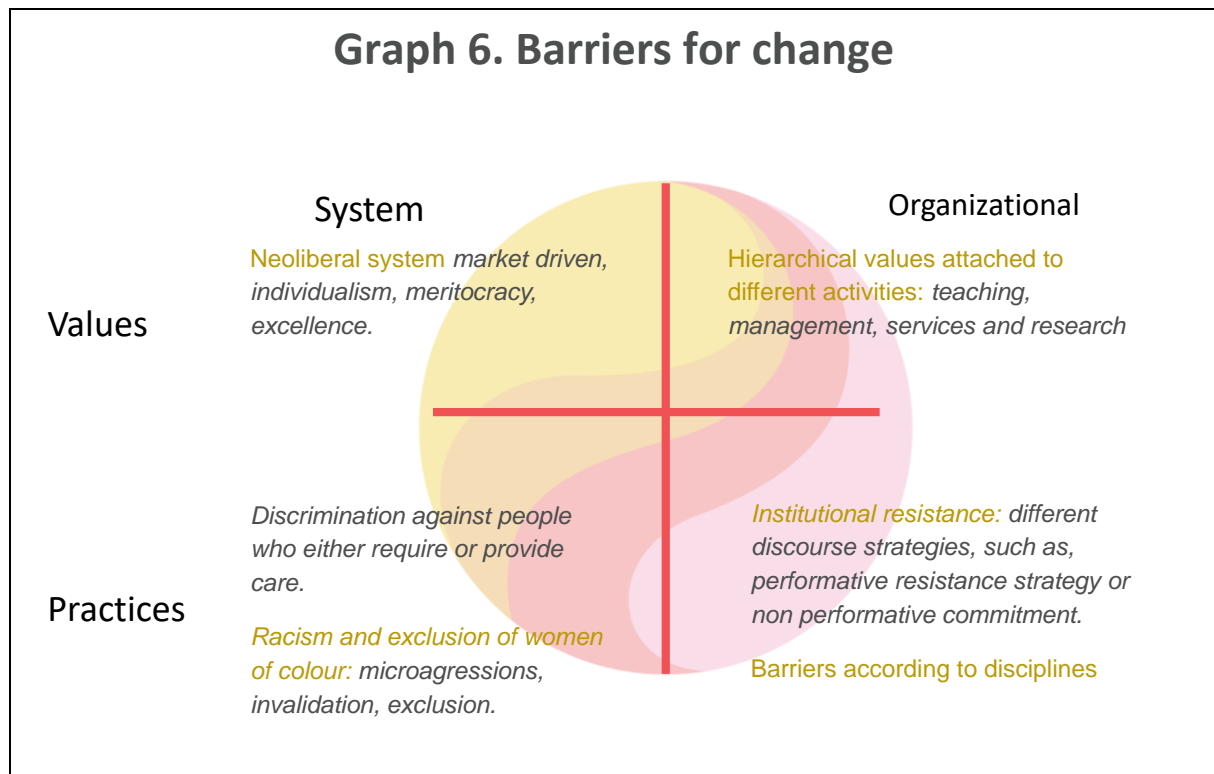 Graph 6. Barriers for change
System
Organizational
Values
Neoliberal system market driven,
individualism, meritocracy,
excellence.
Hierarchical values attached to
different activities: teaching,
management, services and research
Practices
Discrimination against people
who either require or provide
care.
Racism and exclusion of women
of colour: microagressions,
invalidation, exclusion.
Institutional resistance: different
discourse strategies, such as,
performative resistance strategy or
non performative commitment.
Barriers according to disciplines